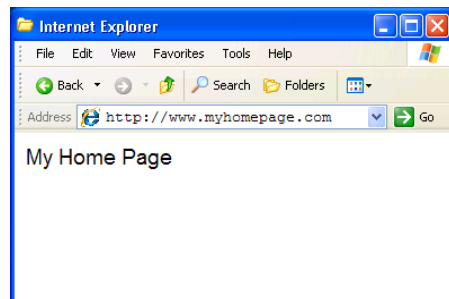 Internet Explorer
File Edit View Favorites Tools Help
Back Search Folders
Address http://www.myhomepage.com Go
My Home Page